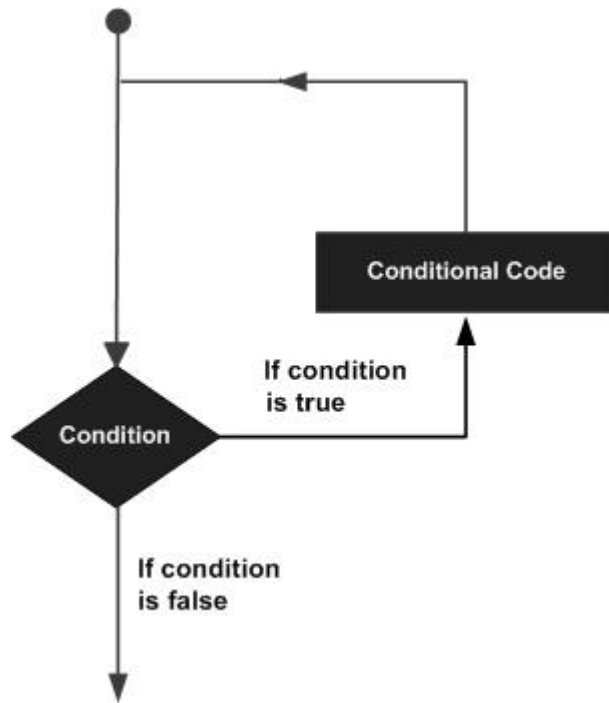 Conditional Code
If condition
is true
Condition
If condition
is false